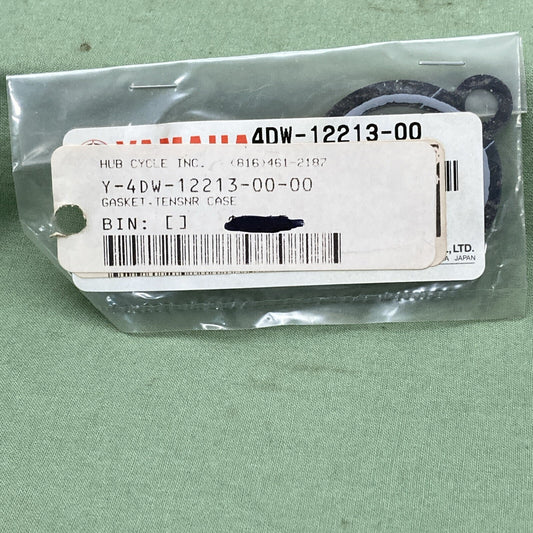 YAMAHA 4DW-12213-00
HUB CYCLE INC. (816)461-2187
Y-4DW-12213-00-00
GASKET,TENSNR CASE
BIN: []
,LTD.
JAPAN